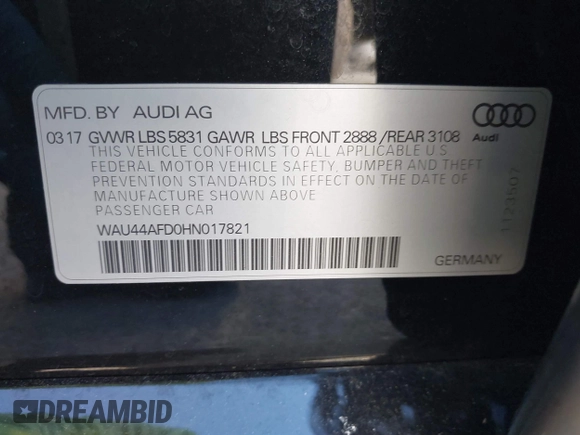 MFD. BY AUDI AG
03 17 GVWR LBS 5831 GAWR LBS FRONT 2888 /REAR 3108
Audi
THIS VEHICLE CONFORMS TO ALL APPLICABLE U.S
FEDERAL MOTOR VEHICLE SAFETY, BUMPER AND THEFT
PREVENTION STANDARDS IN EFFECT ON THE DATE OF
MANUFACTURE SHOWN ABOVE
PASSENGER CAR
1123507
WAU44AFD0HN017821
GERMANY
DREAMBID